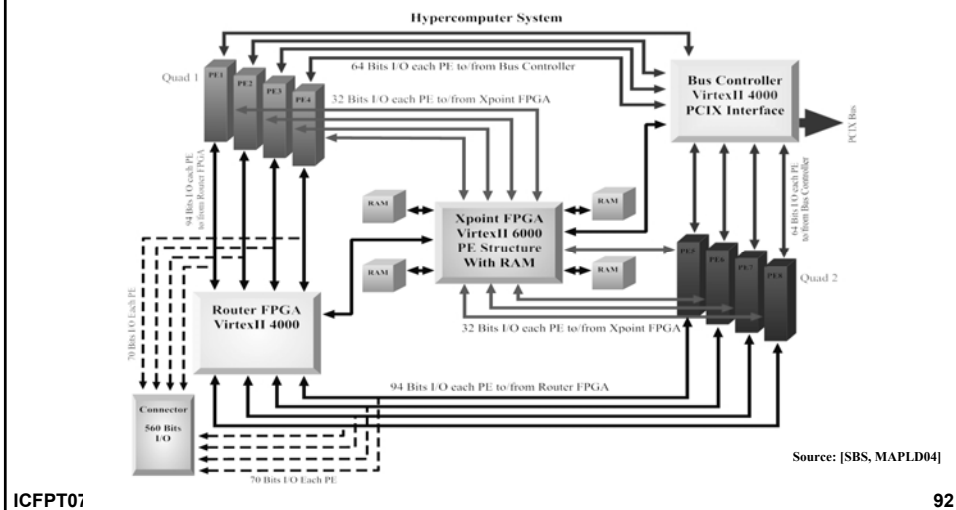 Hypercomputer System
Quad 1
PE1
PE2
PE3
PE4
64 Bits I/O each PE to/from Bus Controller
32 Bits I/O each PE to/from Xpoint FPGA
Bus Controller
VirtexII 4000
PCIX Interface
PCIX Bus
94 Bits I/O each PE
to/from Router FPGA
64 Bits I/O each PE
to/from Bus Controller
RAM
RAM
RAM
RAM
Xpoint FPGA
VirtexII 6000
PE Structure
With RAM
PE5
PE6
PE7
PE8
Quad 2
Router FPGA
VirtexII 4000
32 Bits I/O each PE to/from Xpoint FPGA
70 Bits I/O Each PE
94 Bits I/O each PE to/from Router FPGA
Connector
560 Bits
I/O
70 Bits I/O Each PE
Source: [SBS, MAPLD04]
ICFPT07
92